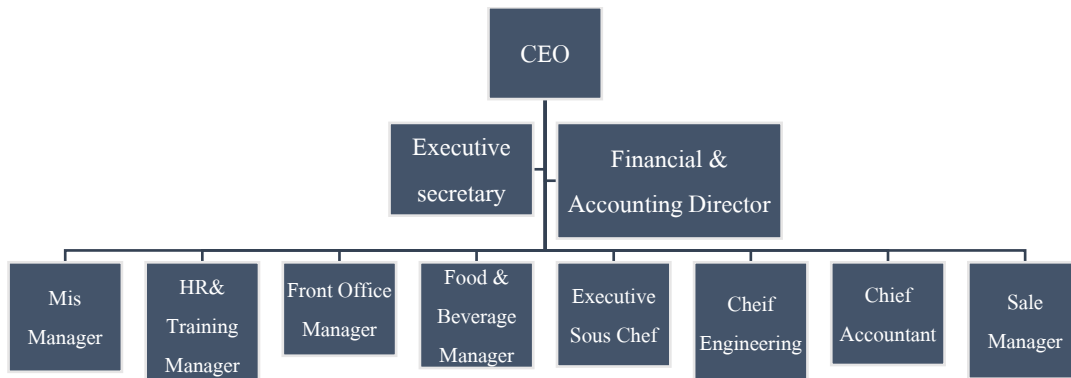 CEO
Executive
secretary
Financial &
Accounting Director
Mis
Manager
HR&
Training
Manager
Front Office
Manager
Food &
Beverage
Manager
Executive
Sous Chef
Cheif
Engineering
Chief
Accountant
Sale
Manager